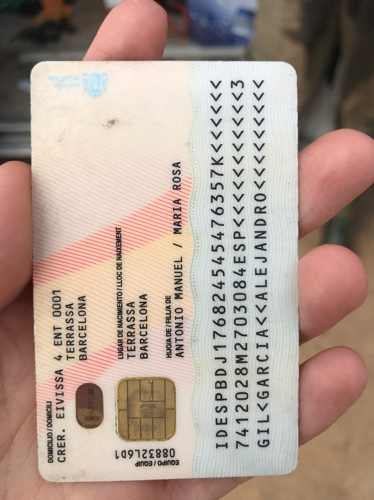 DOMICILIO / DOMICILI
CRER. EIVISSA 4 ENT 0001
TERRASSA
BARCELONA
LUGAR DE NACIMIENTO / LLOC DE NAIXEMENT
TERRASSA
BARCELONA
HIJO/A DE / FILL/A DE
ANTONIO MANUEL / MARIA ROSA
EQUIPO / EQUIP
08832L6D1
IDESPBDJ176824545476357K<<<<<<
7412028M2703084ESP<<<<<<<<<<<3
GIL<GARCIA<<ALEJANDRO<<<<<<<<<